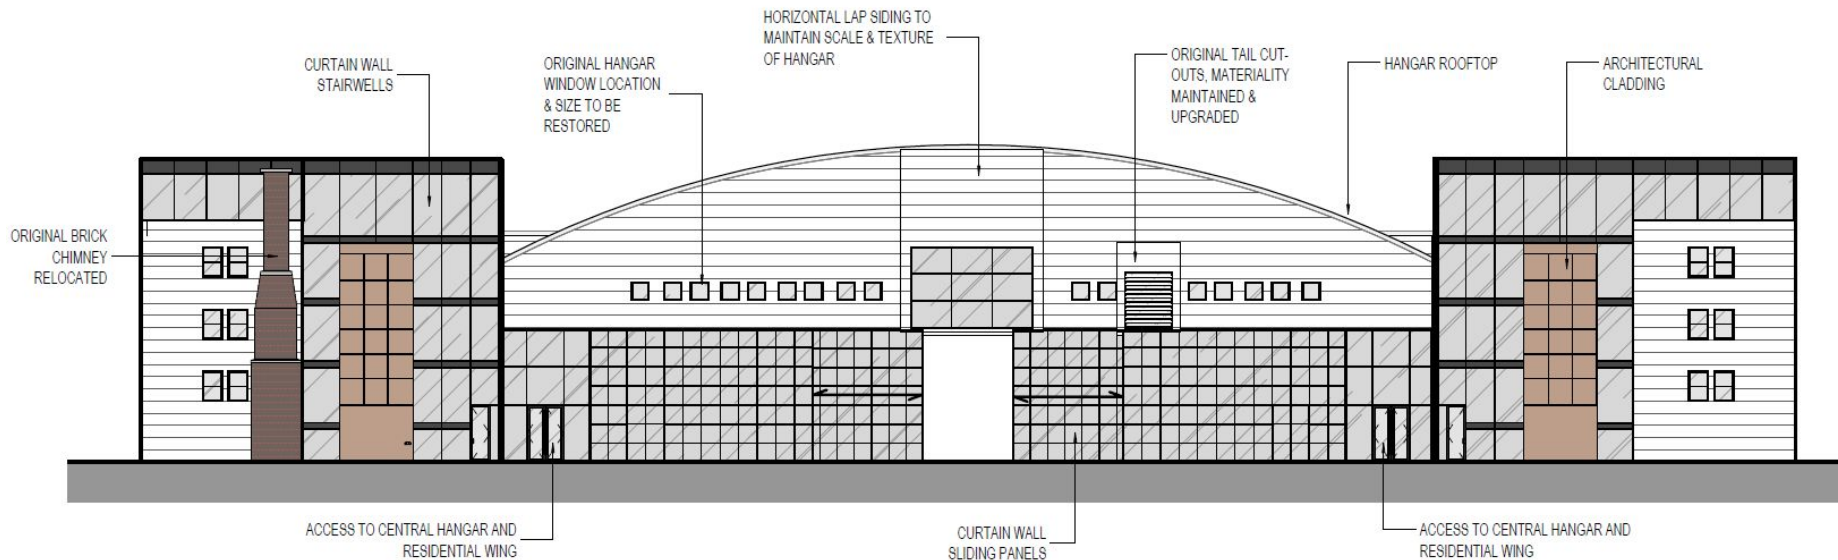 HORIZONTAL LAP SIDING TO
MAINTAIN SCALE & TEXTURE
OF HANGAR
CURTAIN WALL
STAIRWELLS
ORIGINAL HANGAR
WINDOW LOCATION
& SIZE TO BE
RESTORED
ORIGINAL TAIL CUT-
OUTS, MATERIALITY
MAINTAINED &
UPGRADED
HANGAR ROOFTOP
ARCHITECTURAL
CLADDING
ORIGINAL BRICK
CHIMNEY
RELOCATED
ACCESS TO CENTRAL HANGAR AND
RESIDENTIAL WING
CURTAIN WALL
SLIDING PANELS
ACCESS TO CENTRAL HANGAR AND
RESIDENTIAL WING